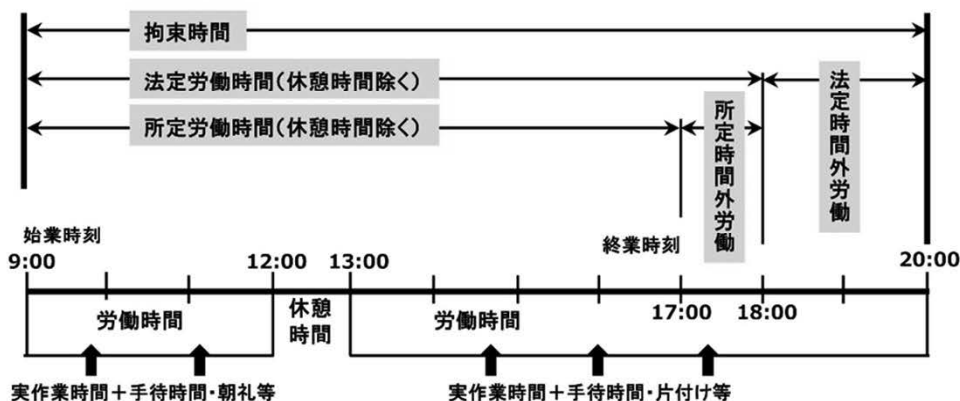 拘束時間
法定労働時間(休憩時間除く)
所定労働時間(休憩時間除く)
所定時間外労働
法定時間外労働
始業時刻
終業時刻
9:00
12:00
13:00
20:00
17:00
18:00
労働時間
休憩
時間
労働時間
実作業時間+手待時間・朝礼等
実作業時間+手待時間・片付け等